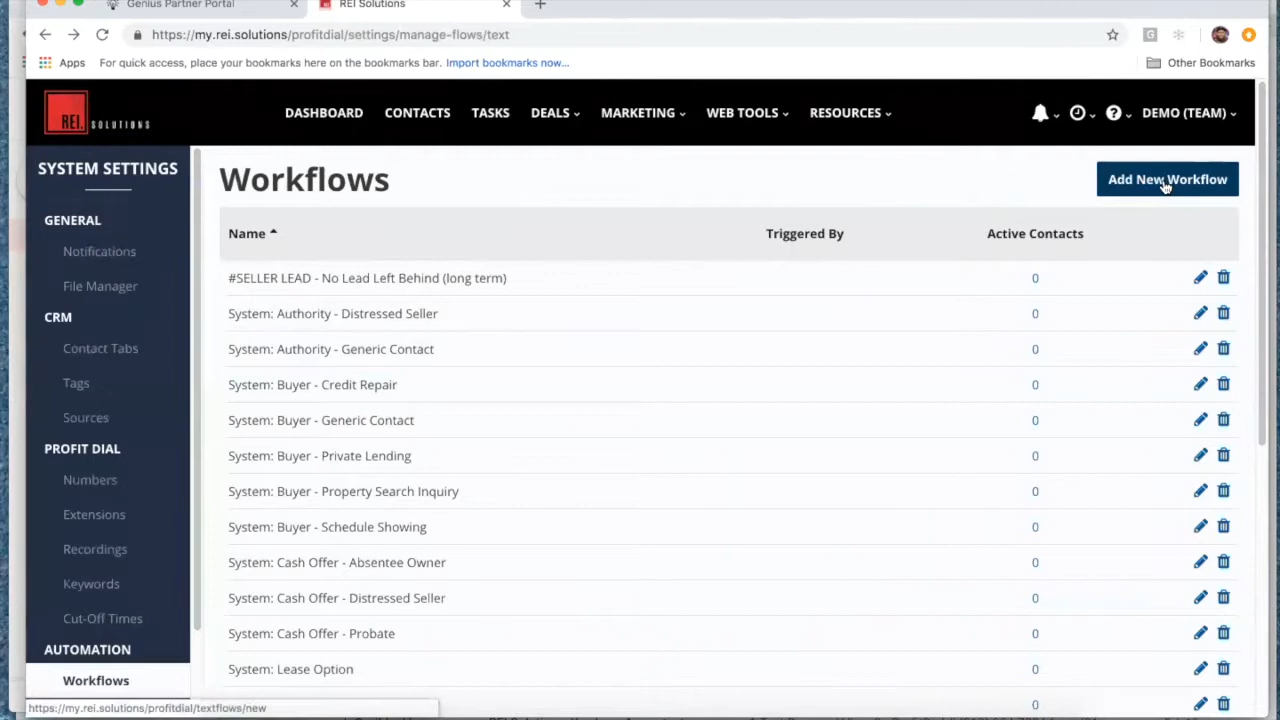 Genius Partner Portal
REI Solutions
https://my.rei.solutions/profitdial/settings/manage-flows/text
Apps For quick access, place your bookmarks here on the bookmarks bar. Import bookmarks now... Other Bookmarks
REI. SOLUTIONS
DASHBOARD CONTACTS TASKS DEALS MARKETING WEB TOOLS RESOURCES DEMO (TEAM)
SYSTEM SETTINGS
GENERAL
Notifications
File Manager
CRM
Contact Tabs
Tags
Sources
PROFIT DIAL
Numbers
Extensions
Recordings
Keywords
Cut-Off Times
AUTOMATION
Workflows
Workflows
Add New Workflow
Name Triggered By Active Contacts
#SELLER LEAD - No Lead Left Behind (long term) 0
System: Authority - Distressed Seller 0
System: Authority - Generic Contact 0
System: Buyer - Credit Repair 0
System: Buyer - Generic Contact 0
System: Buyer - Private Lending 0
System: Buyer - Property Search Inquiry 0
System: Buyer - Schedule Showing 0
System: Cash Offer - Absentee Owner 0
System: Cash Offer - Distressed Seller 0
System: Cash Offer - Probate 0
System: Lease Option 0
0
https://my.rei.solutions/profitdial/textflows/new